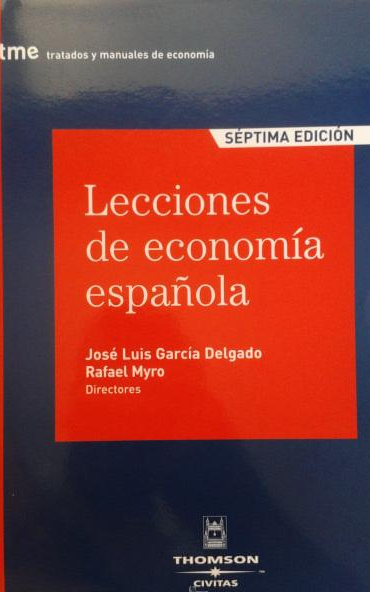 tme tratados y manuales de economía
SÉPTIMA EDICIÓN
Lecciones
de economía
española
José Luis García Delgado
Rafael Myro
Directores
THOMSON
™
CIVITAS